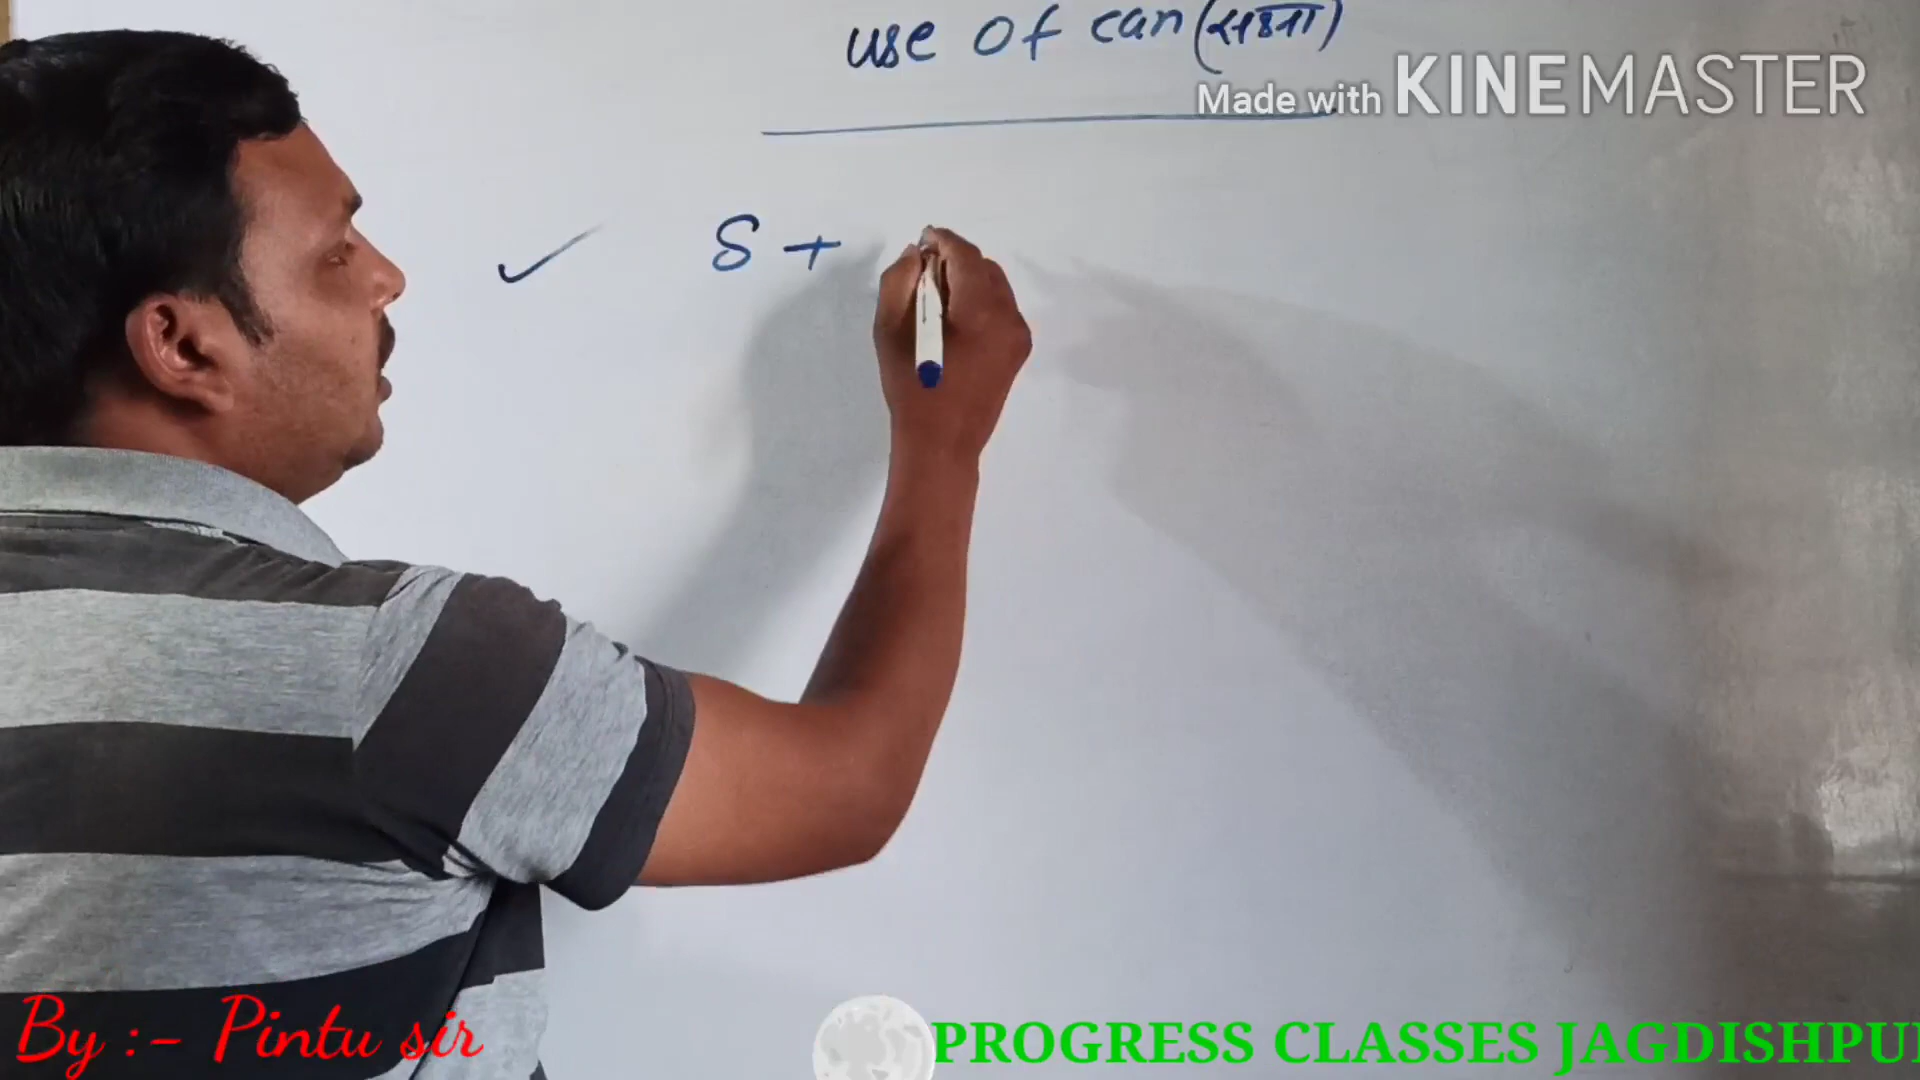 use of can (सकना)
Made with KINEMASTER
S +
By :- Pintu sir
PROGRESS CLASSES JAGDISHPU